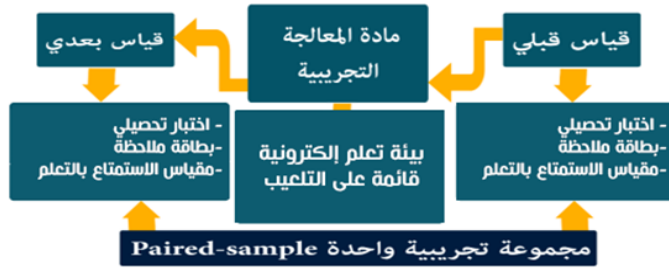 قياس قبلي
مادة المعالجة
التجريبية
قياس بعدي
- اختبار تحصيلي
-بطاقة ملاحظة
-مقياس الاستمتاع بالتعلم
بيئة تعلم إلكترونية
قائمة على التلعيب
- اختبار تحصيلي
-بطاقة ملاحظة
-مقياس الاستمتاع بالتعلم
مجموعة تجريبية واحدة Paired-sample